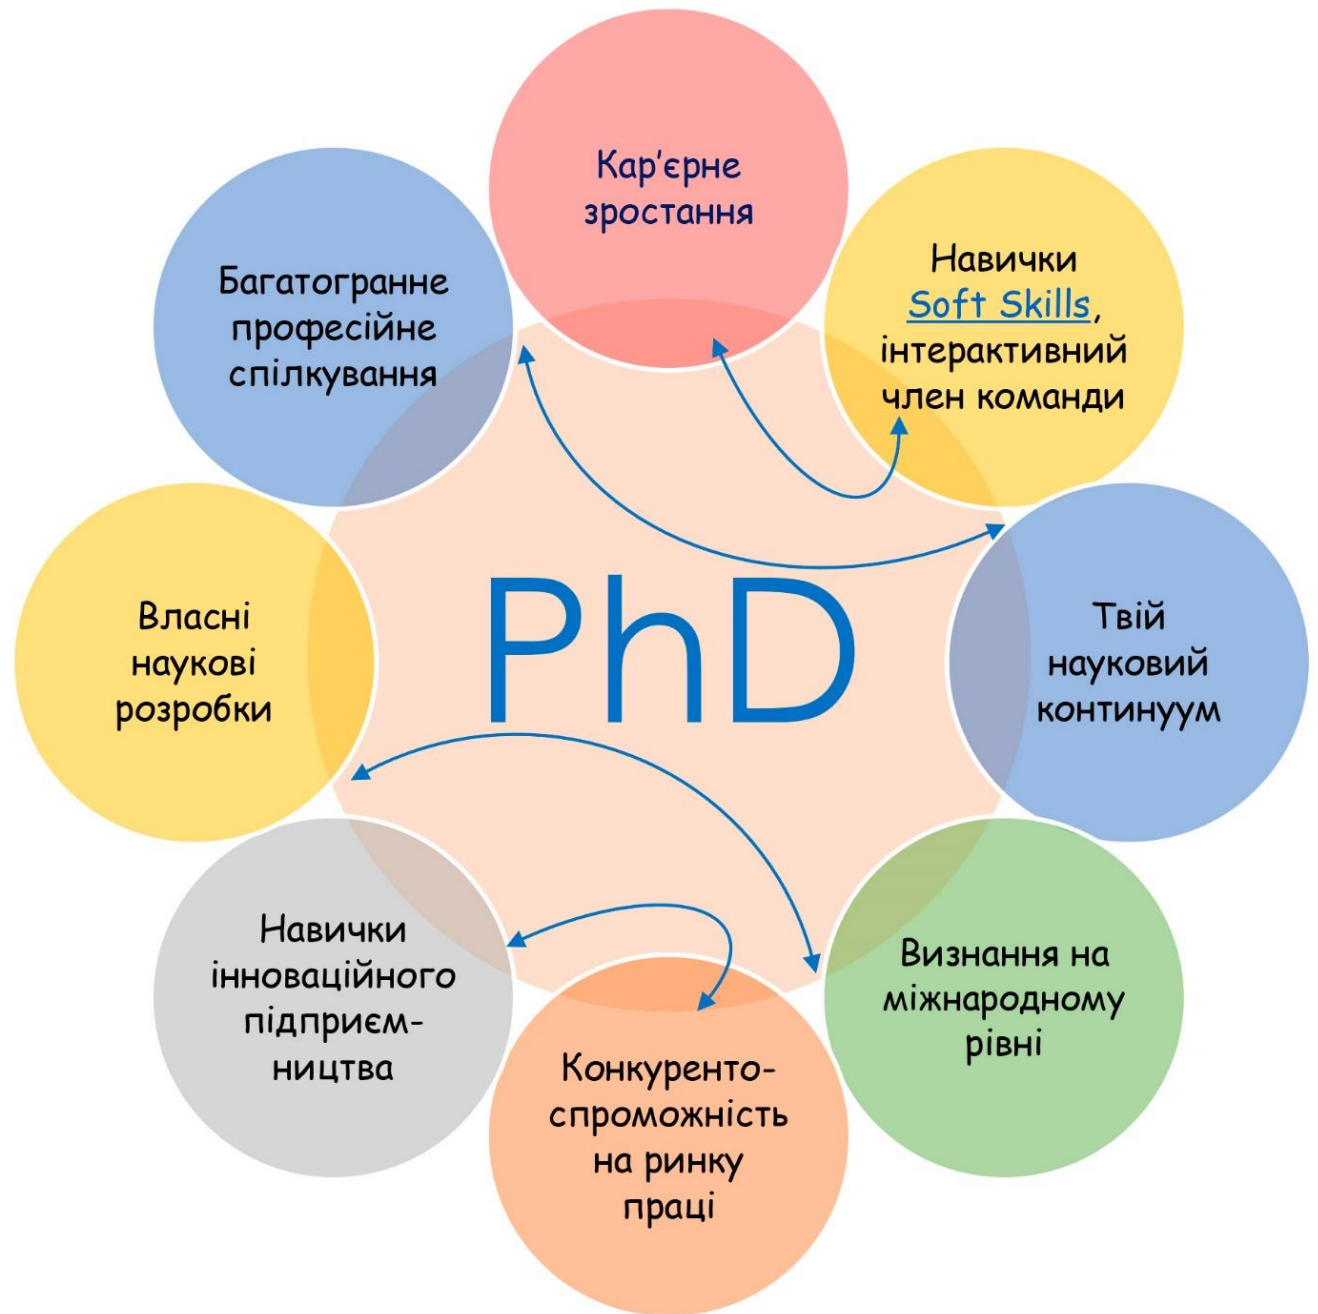 Кар’єрне
зростання
Навички
Soft Skills,
інтерактивний
член команди
Твій
науковий
континуум
Визнання на
міжнародному
рівні
Конкуренто-
спроможність
на ринку
праці
Навички
інноваційного
підприєм-
ництва
Власні
наукові
розробки
Багатогранне
професійне
спілкування
PhD